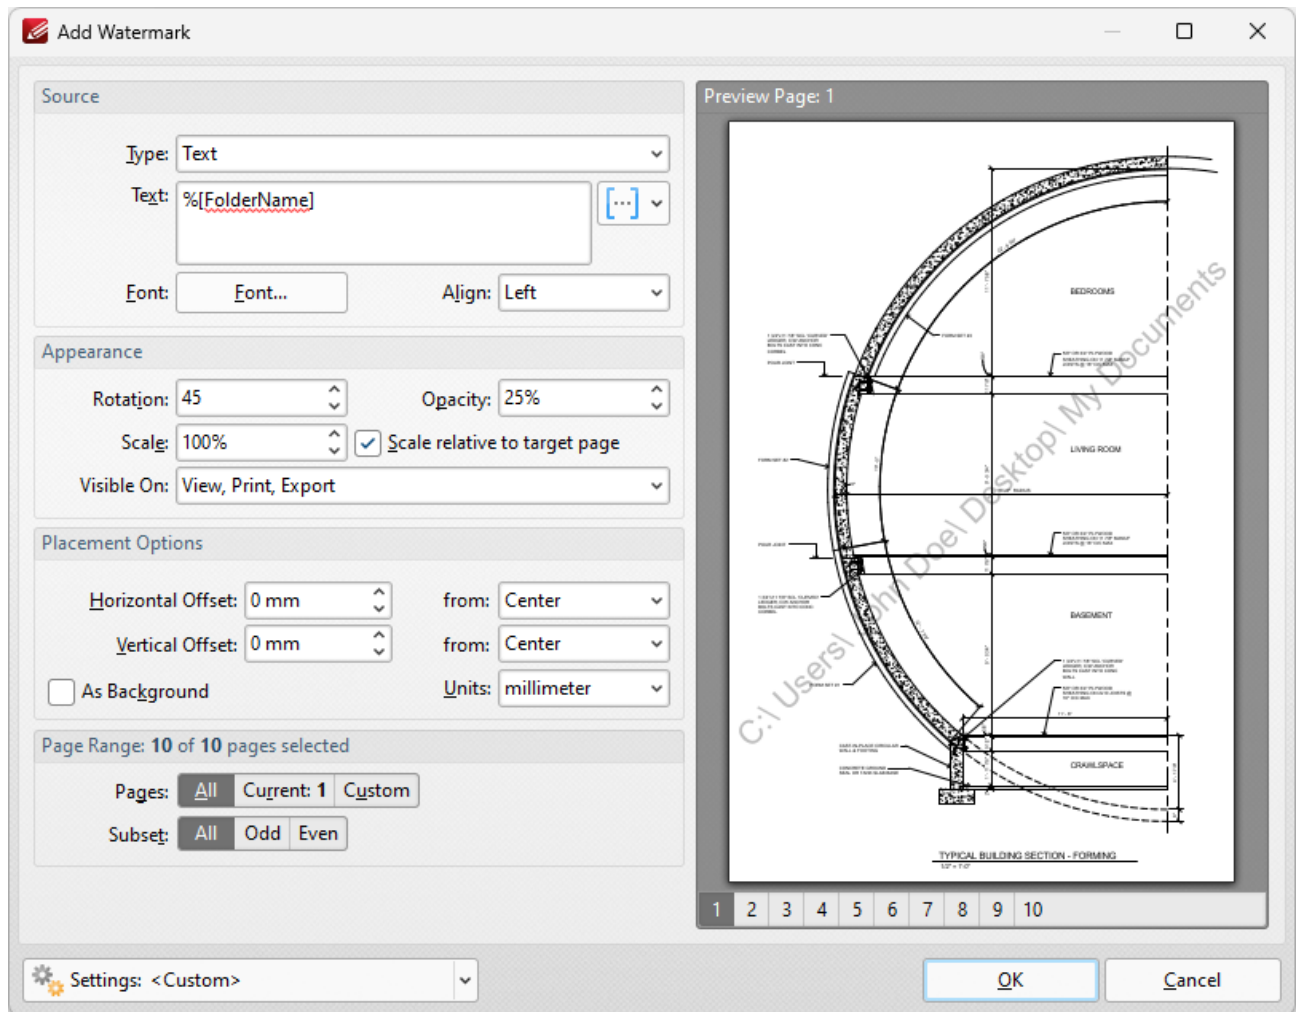 Add Watermark
Source
Type: Text
Text: %[FolderName]
Font: Font... Align: Left
Appearance
Rotation: 45 Opacity: 25%
Scale: 100% Scale relative to target page
Visible On: View, Print, Export
Placement Options
Horizontal Offset: 0 mm from: Center
Vertical Offset: 0 mm from: Center
As Background Units: millimeter
Page Range: 10 of 10 pages selected
Pages: All Current: 1 Custom
Subset: All Odd Even
Preview Page: 1
BEDROOMS
LIVING ROOM
BASEMENT
CRAWLSPACE
C:\ Users\ John Doe\ Desktop\ My Documents
TYPICAL BUILDING SECTION - FORMING
1/2" = 1'-0"
1 2 3 4 5 6 7 8 9 10
Settings: <Custom>
OK Cancel